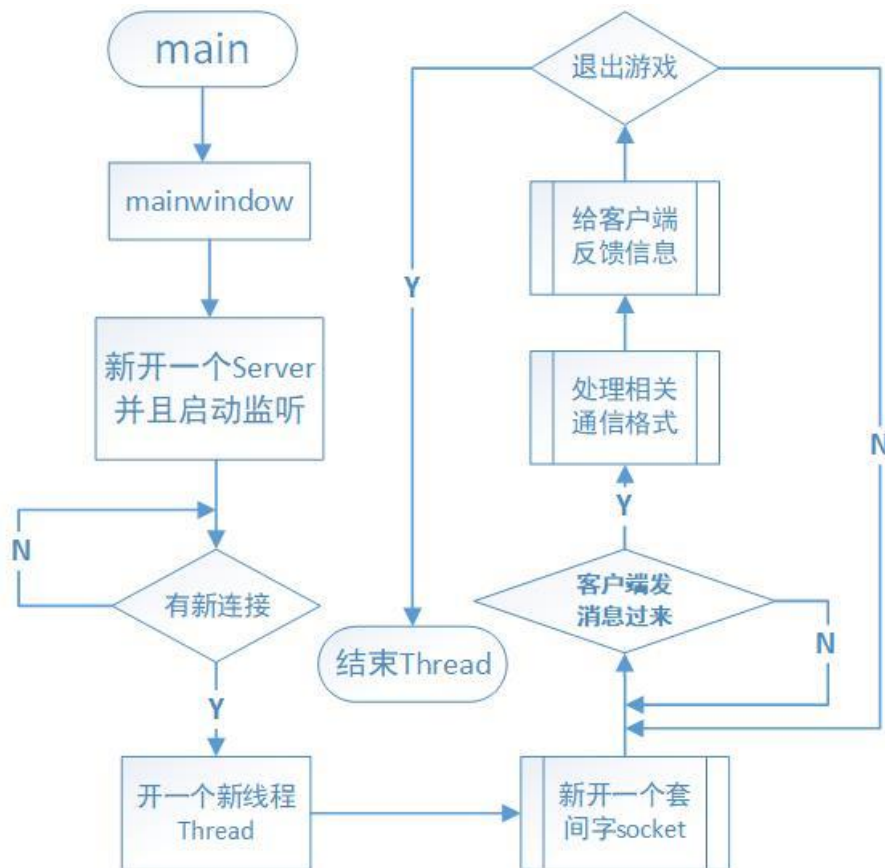 main
mainwindow
新开一个Server
并且启动监听
N
有新连接
Y
开一个新线程
Thread
新开一个套
间字socket
N
客户端发
消息过来
Y
处理相关
通信格式
给客户端
反馈信息
退出游戏
N
Y
结束Thread